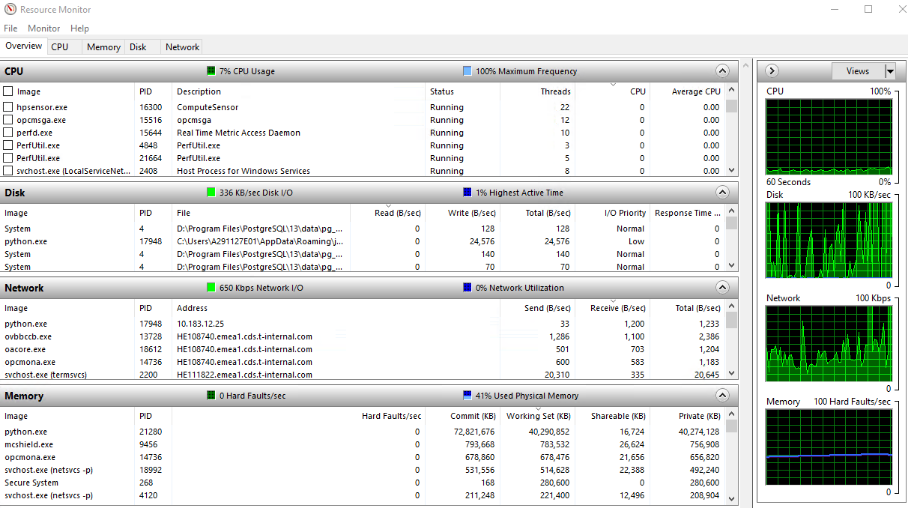 Resource Monitor
File Monitor Help
Overview CPU Memory Disk Network
CPU 7% CPU Usage 100% Maximum Frequency
Image PID Description Status Threads CPU Average CPU
hpsensor.exe 16300 ComputeSensor Running 22 0 0.00
opcmsga.exe 15516 opcmsga Running 12 0 0.00
perfd.exe 15644 Real Time Metric Access Daemon Running 10 0 0.00
PerfUtil.exe 4848 PerfUtil.exe Running 3 0 0.00
PerfUtil.exe 21664 PerfUtil.exe Running 5 0 0.00
svchost.exe (LocalServiceNet... 2408 Host Process for Windows Services Running 8 0 0.00
Disk 336 KB/sec Disk I/O 1% Highest Active Time
Image PID File Read (B/sec) Write (B/sec) Total (B/sec) I/O Priority Response Time ...
System 4 D:\Program Files\PostgreSQL\13\data\pg_... 0 128 128 Normal 0
python.exe 17948 C:\Users\A291127E01\AppData\Roaming\j... 0 24,576 24,576 Low 0
System 4 D:\Program Files\PostgreSQL\13\data\pg_... 0 140 140 Normal 0
System 4 D:\Program Files\PostgreSQL\13\data\pg_... 0 70 70 Normal 0
Network 650 Kbps Network I/O 0% Network Utilization
Image PID Address Send (B/sec) Receive (B/sec) Total (B/sec)
python.exe 17948 10.183.12.25 33 1,200 1,233
ovbbccb.exe 13728 HE108740.emea1.cds.t-internal.com 1,286 1,100 2,386
oacore.exe 18612 HE108740.emea1.cds.t-internal.com 501 703 1,204
opcmona.exe 14736 HE108740.emea1.cds.t-internal.com 600 583 1,183
svchost.exe (termsvcs) 2200 HE111822.emea1.cds.t-internal.com 20,310 335 20,645
Memory 0 Hard Faults/sec 41% Used Physical Memory
Image PID Hard Faults/sec Commit (KB) Working Set (KB) Shareable (KB) Private (KB)
python.exe 21280 0 72,821,676 40,290,852 16,724 40,274,128
mcshield.exe 9456 0 793,668 783,532 26,624 756,908
opcmona.exe 14736 0 678,860 678,476 21,656 656,820
svchost.exe (netsvcs -p) 18992 0 531,556 514,628 22,388 492,240
Secure System 268 0 168 280,600 0 280,600
svchost.exe (netsvcs -p) 4120 0 211,248 221,400 12,496 208,904
Views
CPU 100%
60 Seconds 0%
Disk 100 KB/sec
0
Network 100 Kbps
0
Memory 100 Hard Faults/sec
0